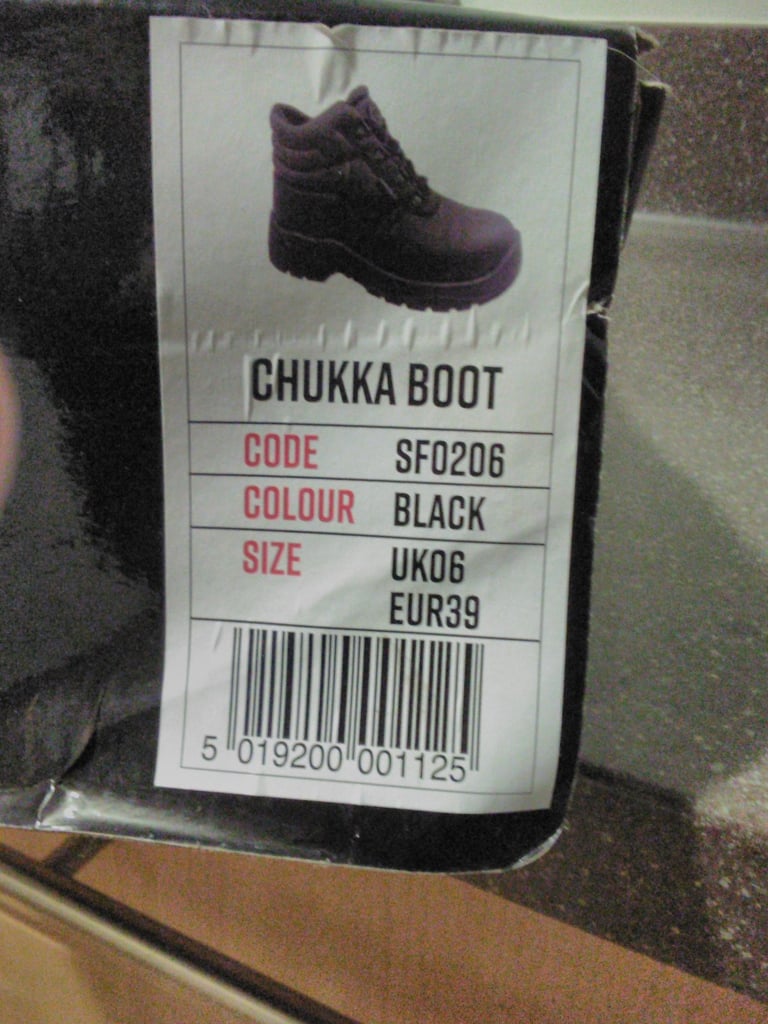 CHUKKA BOOT
CODE SF0206
COLOUR BLACK
SIZE UK06
EUR39
5 019200 001125